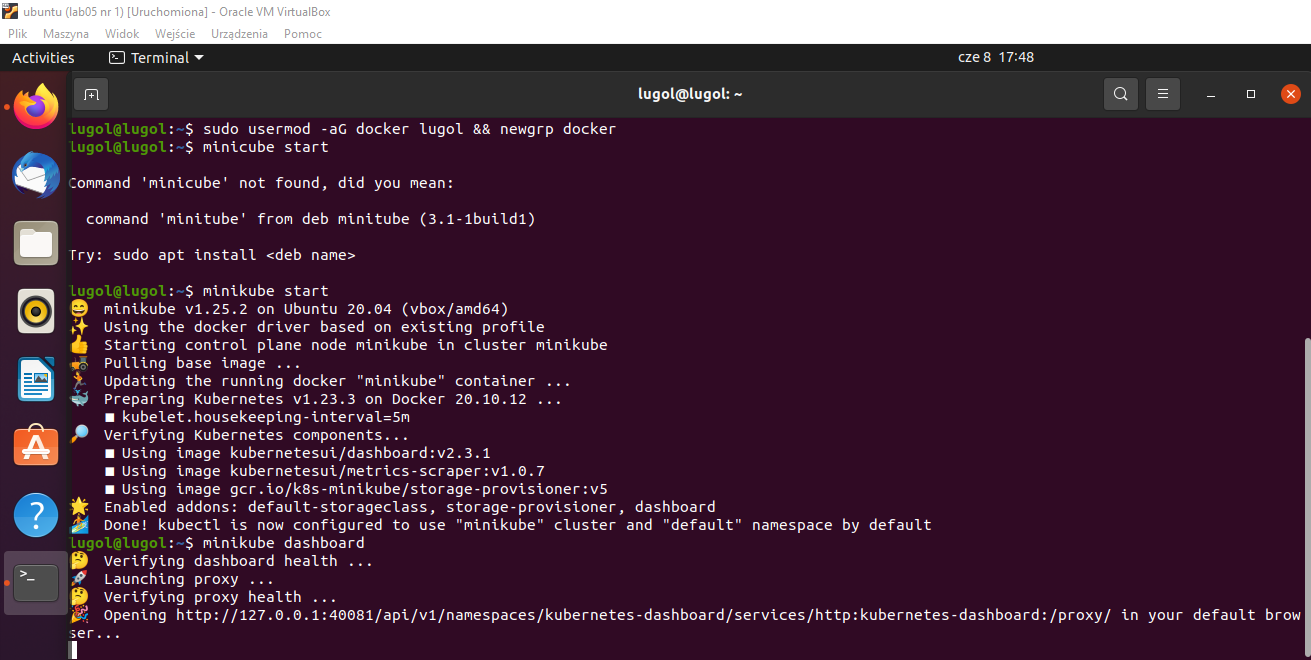 ubuntu (lab05 nr 1) [Uruchomiona] - Oracle VM VirtualBox
Plik Maszyna Widok Wejście Urządzenia Pomoc
Activities Terminal cze 8 17:48
lugol@lugol: ~
lugol@lugol:~$ sudo usermod -aG docker lugol && newgrp docker
lugol@lugol:~$ minicube start
Command 'minicube' not found, did you mean:
command 'minitube' from deb minitube (3.1-1build1)
Try: sudo apt install <deb name>
lugol@lugol:~$ minikube start
😄 minikube v1.25.2 on Ubuntu 20.04 (vbox/amd64)
✨ Using the docker driver based on existing profile
👍 Starting control plane node minikube in cluster minikube
🚜 Pulling base image ...
🏃 Updating the running docker "minikube" container ...
🐳 Preparing Kubernetes v1.23.3 on Docker 20.10.12 ...
▪ kubelet.housekeeping-interval=5m
🔎 Verifying Kubernetes components...
▪ Using image kubernetesui/dashboard:v2.3.1
▪ Using image kubernetesui/metrics-scraper:v1.0.7
▪ Using image gcr.io/k8s-minikube/storage-provisioner:v5
🌟 Enabled addons: default-storageclass, storage-provisioner, dashboard
🏄 Done! kubectl is now configured to use "minikube" cluster and "default" namespace by default
lugol@lugol:~$ minikube dashboard
🤔 Verifying dashboard health ...
🚀 Launching proxy ...
🤔 Verifying proxy health ...
🎉 Opening http://127.0.0.1:40081/api/v1/namespaces/kubernetes-dashboard/services/http:kubernetes-dashboard:/proxy/ in your default brow
ser...